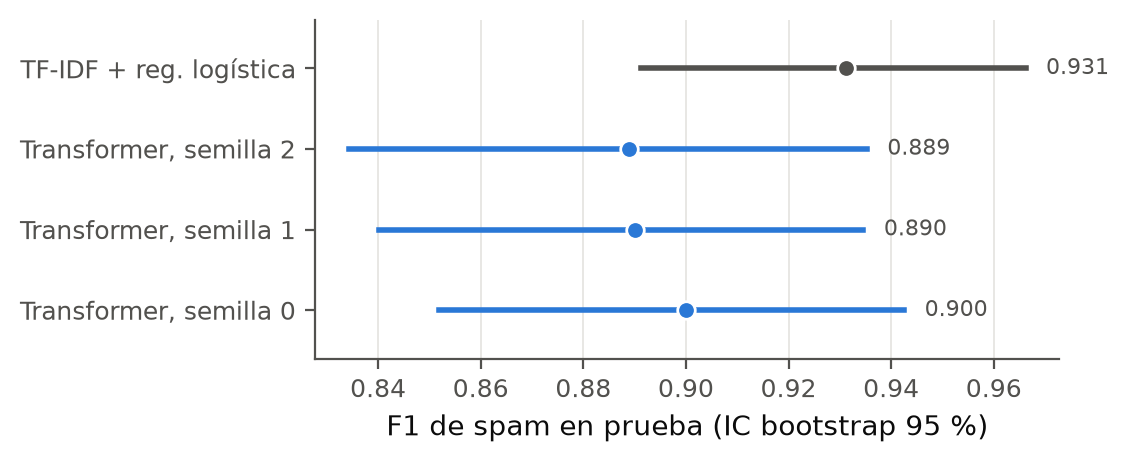 TF-IDF + reg. logística
0.931
Transformer, semilla 2
0.889
Transformer, semilla 1
0.890
Transformer, semilla 0
0.900
0.84 0.86 0.88 0.90 0.92 0.94 0.96
F1 de spam en prueba (IC bootstrap 95 %)